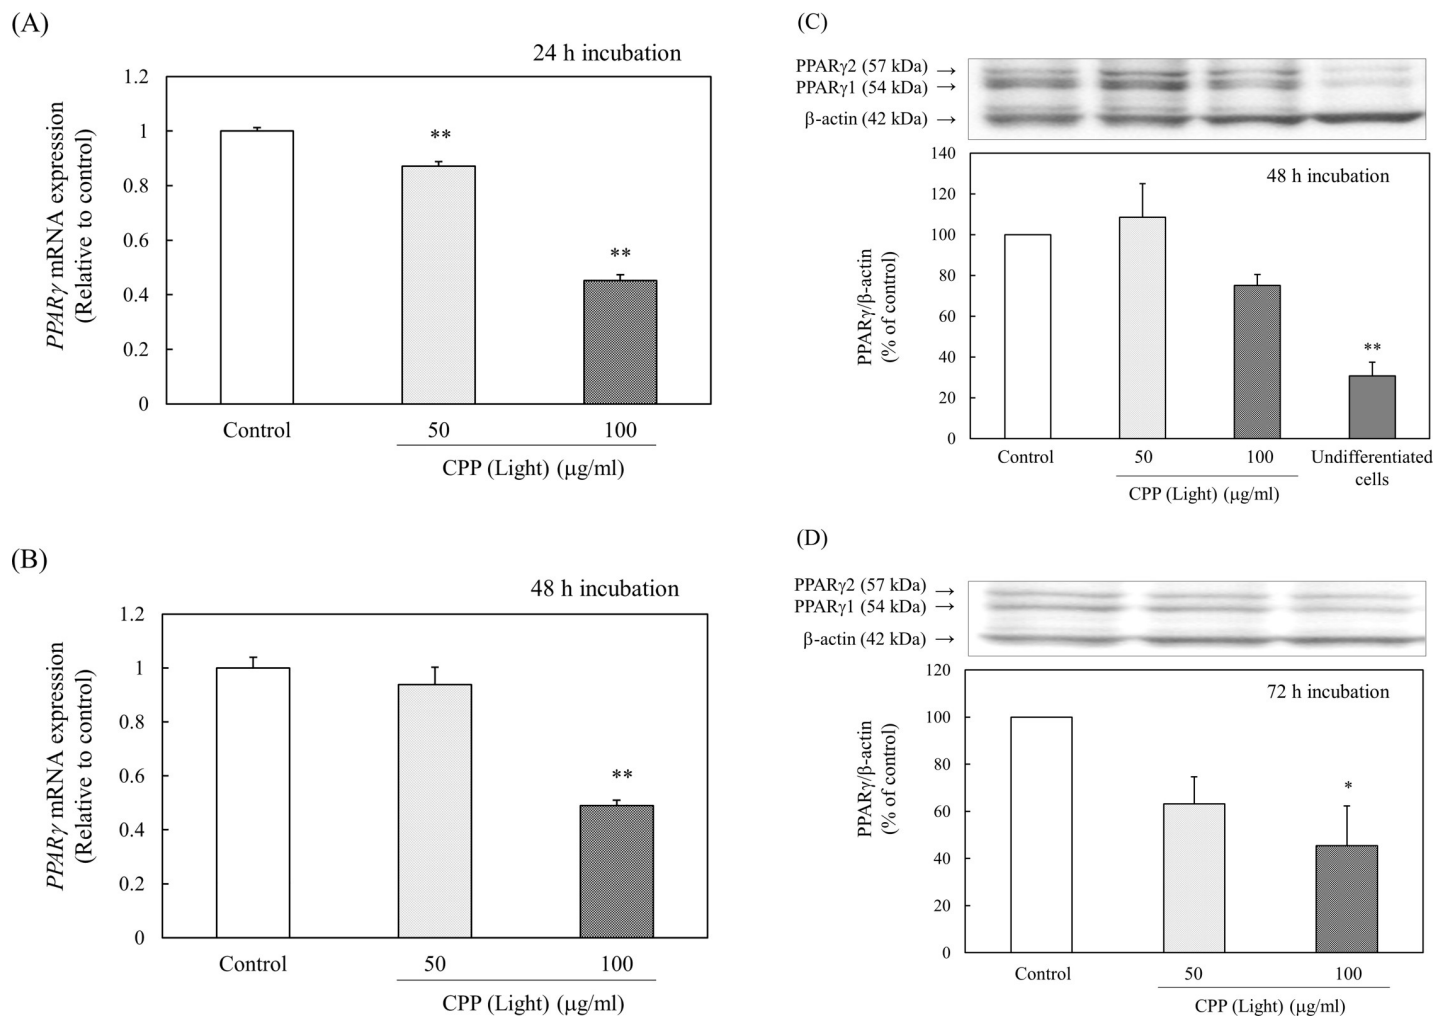 (A)
24 h incubation
PPARγ mRNA expression
(Relative to control)
1.2
1
0.8
0.6
0.4
0.2
0
**
**
Control
50
100
CPP (Light) (μg/ml)
(B)
48 h incubation
PPARγ mRNA expression
(Relative to control)
1.2
1
0.8
0.6
0.4
0.2
0
**
Control
50
100
CPP (Light) (μg/ml)
(C)
PPARγ2 (57 kDa) →
PPARγ1 (54 kDa) →
β-actin (42 kDa) →
48 h incubation
PPARγ/β-actin
(% of control)
140
120
100
80
60
40
20
0
**
Control
50
100
Undifferentiated
cells
CPP (Light) (μg/ml)
(D)
PPARγ2 (57 kDa) →
PPARγ1 (54 kDa) →
β-actin (42 kDa) →
72 h incubation
PPARγ/β-actin
(% of control)
120
100
80
60
40
20
0
*
Control
50
100
CPP (Light) (μg/ml)